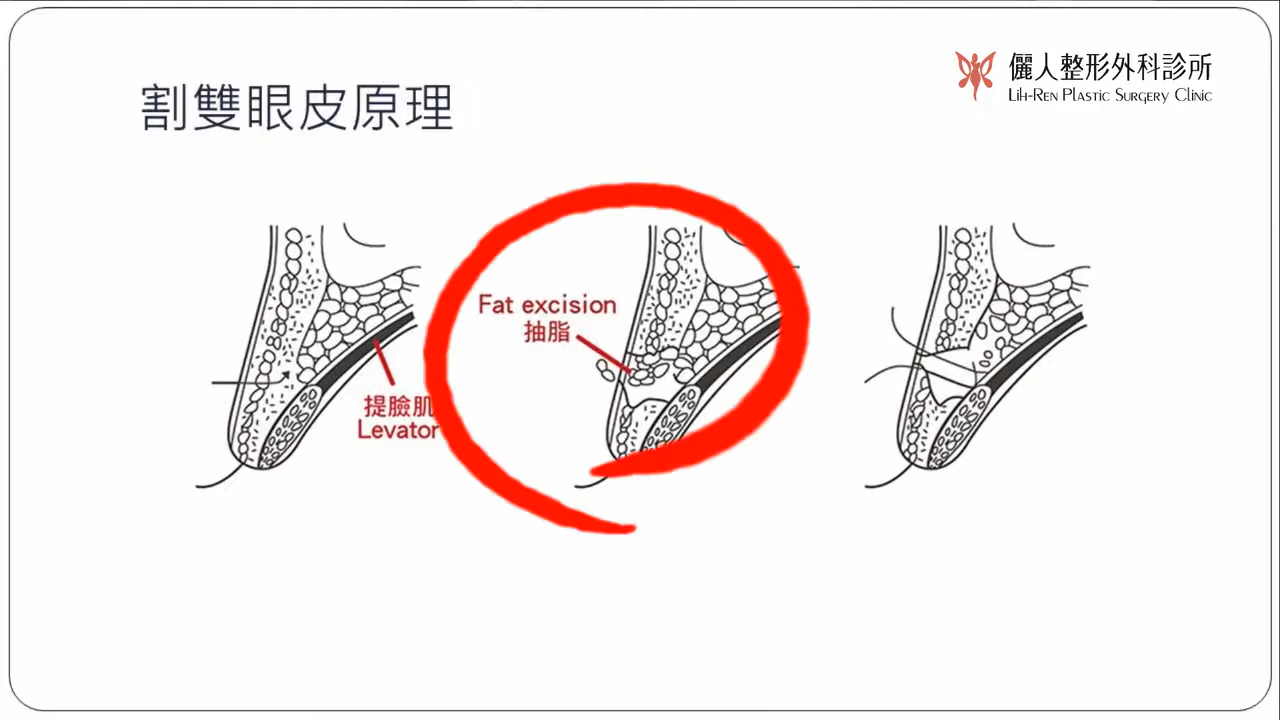 儷人整形外科診所
Lih-Ren Plastic Surgery Clinic
割雙眼皮原理
Fat excision
抽脂
提臉肌
Levator